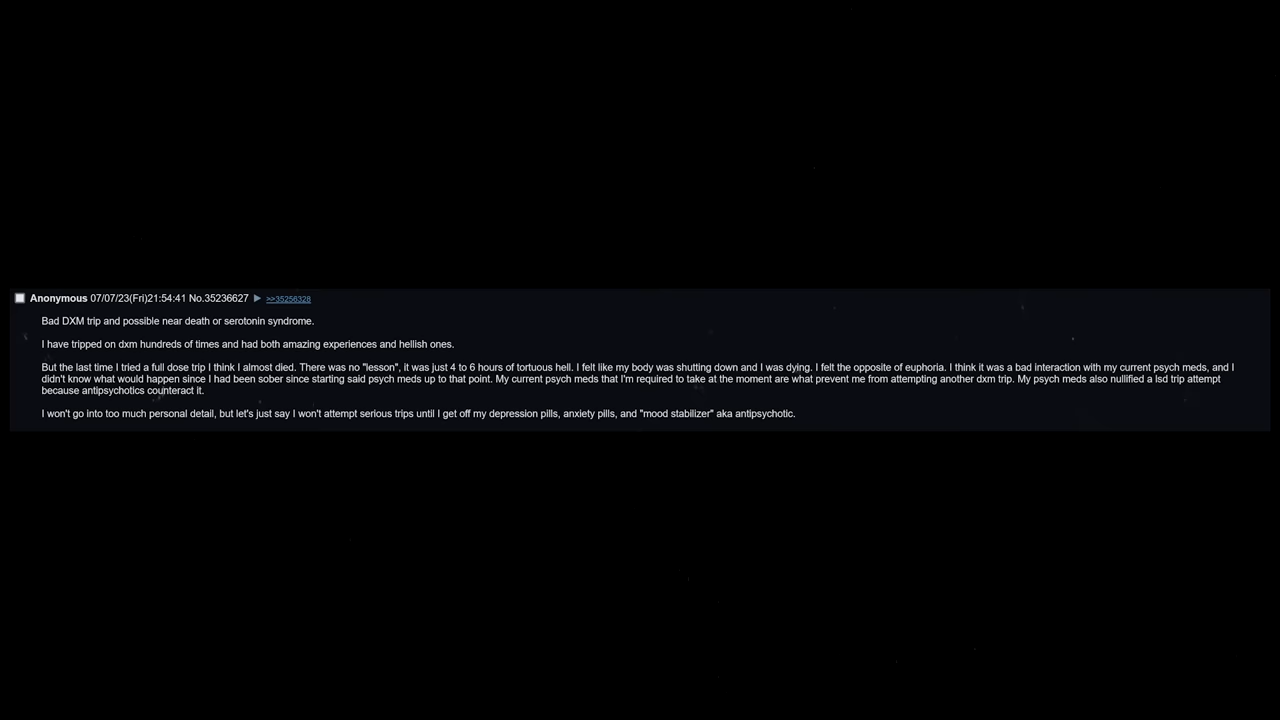 Anonymous 07/07/23(Fri)21:54:41 No.35236627 ▶ >>35256328
Bad DXM trip and possible near death or serotonin syndrome.
I have tripped on dxm hundreds of times and had both amazing experiences and hellish ones.
But the last time I tried a full dose trip I think I almost died. There was no "lesson", it was just 4 to 6 hours of tortuous hell. I felt like my body was shutting down and I was dying. I felt the opposite of euphoria. I think it was a bad interaction with my current psych meds, and I
didn't know what would happen since I had been sober since starting said psych meds up to that point. My current psych meds that I'm required to take at the moment are what prevent me from attempting another dxm trip. My psych meds also nullified a lsd trip attempt
because antipsychotics counteract it.
I won't go into too much personal detail, but let's just say I won't attempt serious trips until I get off my depression pills, anxiety pills, and "mood stabilizer" aka antipsychotic.